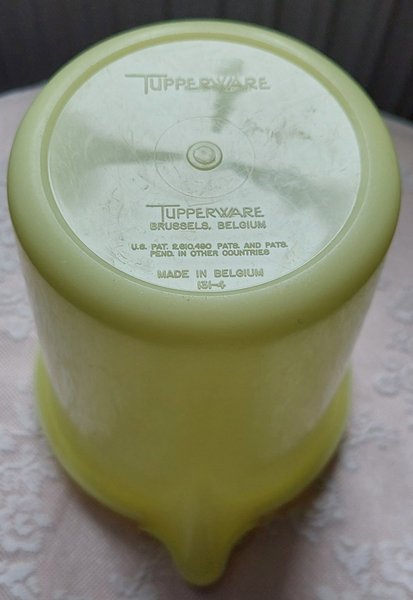 TUPPERWARE
TUPPERWARE
BRUSSELS, BELGIUM
U.S. PAT. 2,610,490 PATS. AND PATS.
PEND. IN OTHER COUNTRIES
MADE IN BELGIUM
131-4